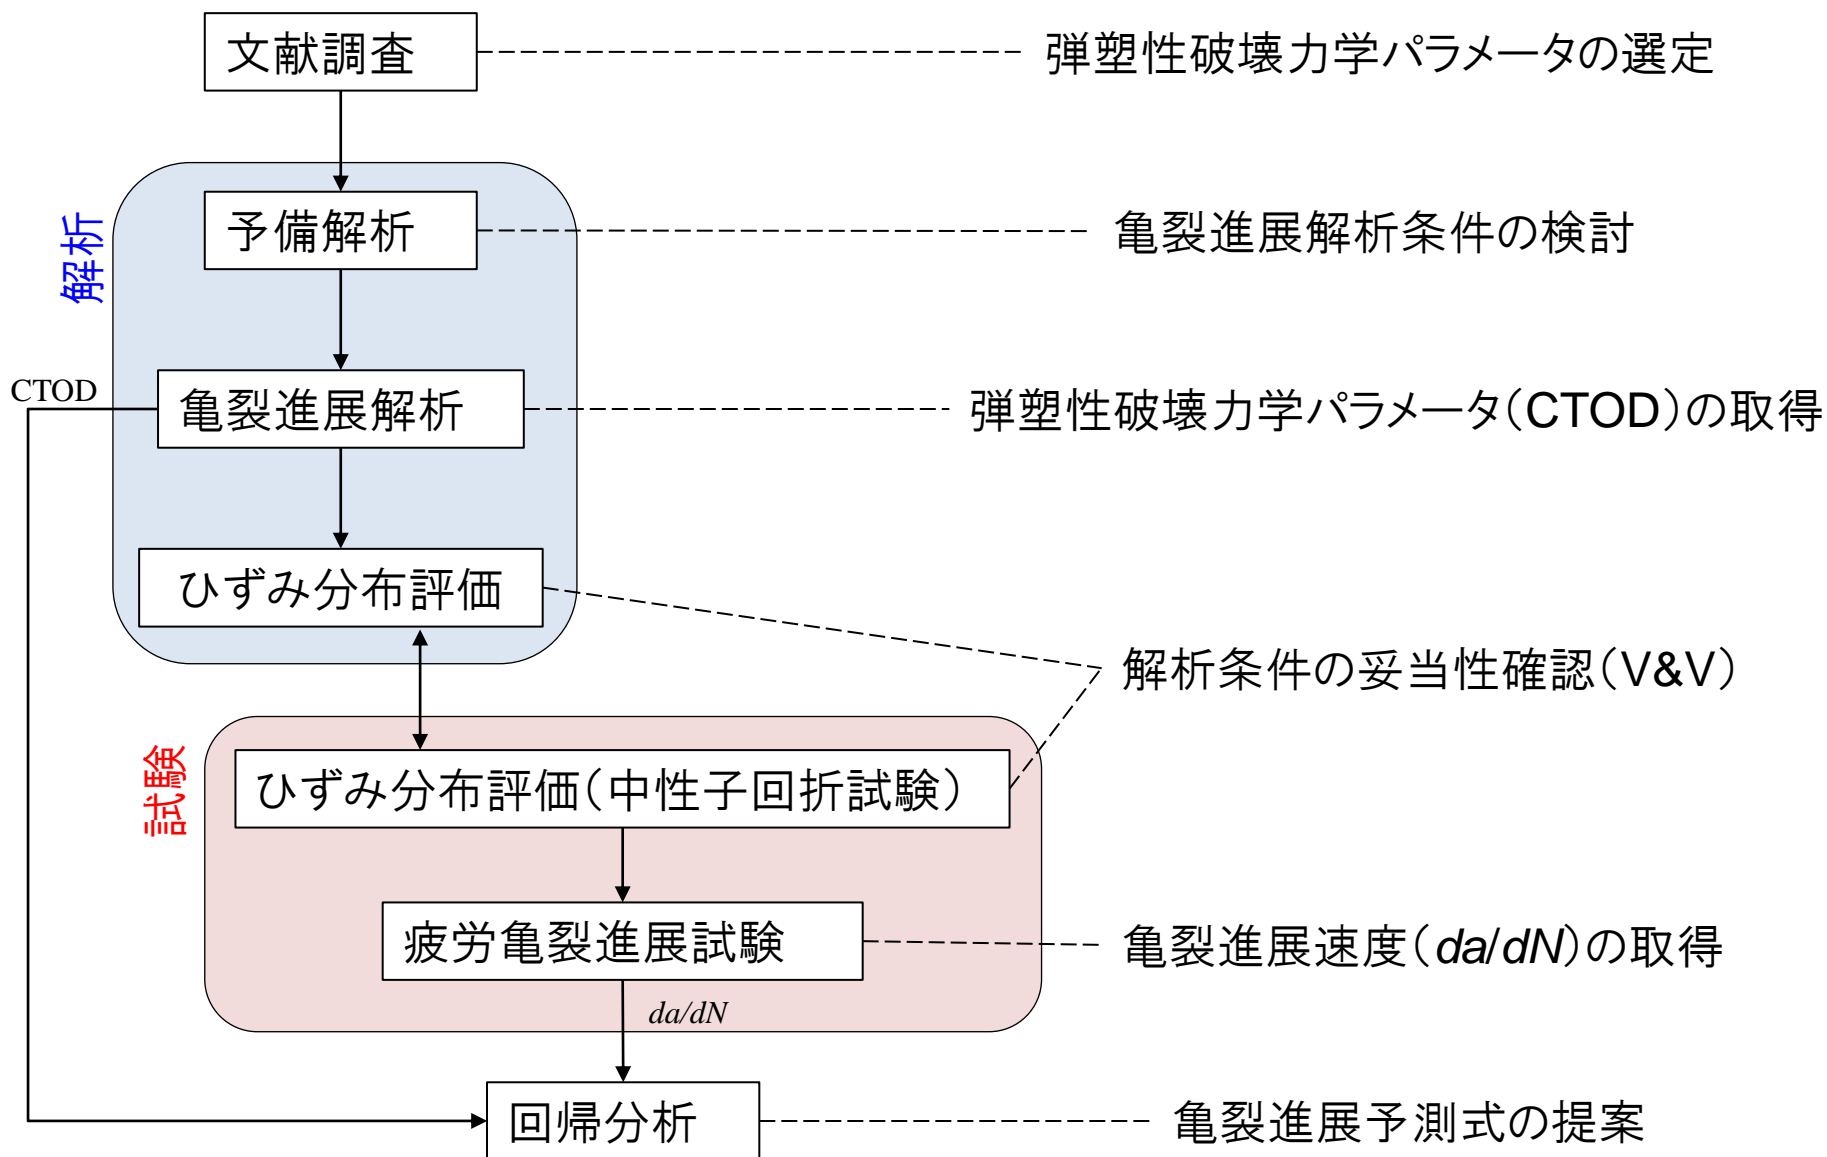 文献調査
弾塑性破壊力学パラメータの選定
解析
予備解析
亀裂進展解析条件の検討
CTOD
亀裂進展解析
弾塑性破壊力学パラメータ(CTOD)の取得
ひずみ分布評価
解析条件の妥当性確認(V&V)
試験
ひずみ分布評価(中性子回折試験)
疲労亀裂進展試験
亀裂進展速度(da/dN)の取得
da/dN
回帰分析
亀裂進展予測式の提案